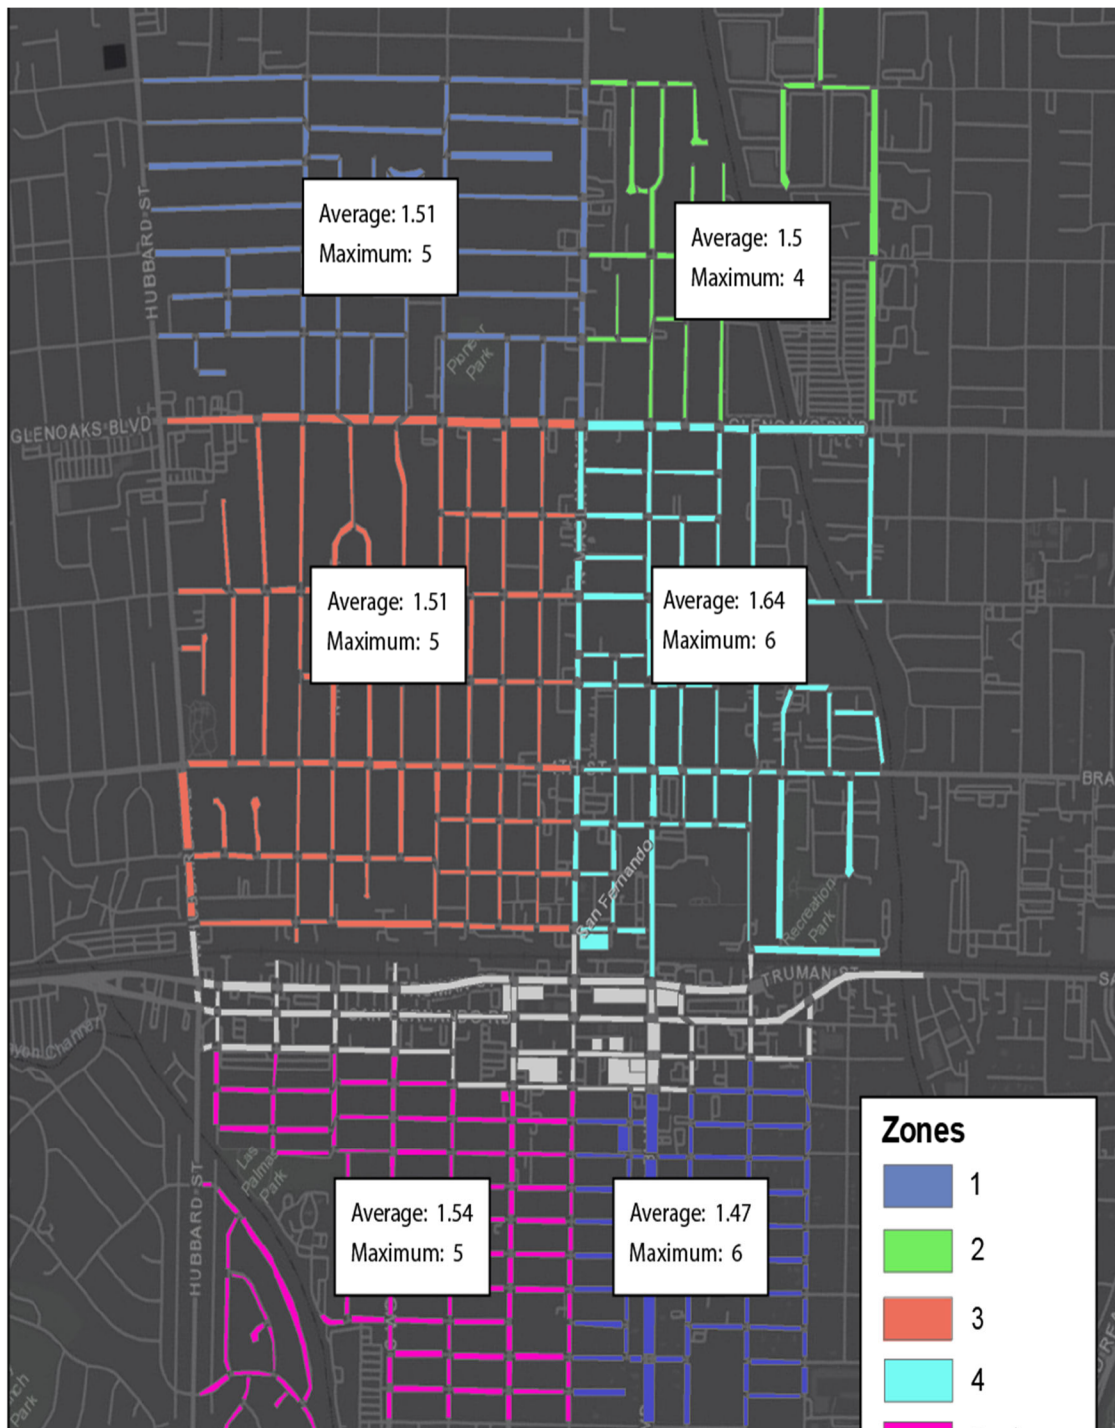 Average: 1.51
Maximum: 5
Average: 1.5
Maximum: 4
HUBBARD ST
Pioneer
Park
GLENOAKS BLVD
Average: 1.51
Maximum: 5
Average: 1.64
Maximum: 6
BRA
San Fernando
Recreation
Park
TRUMAN ST
SA
Las
Palmas
Park
HUBBARD ST
Average: 1.54
Maximum: 5
Average: 1.47
Maximum: 6
Zones
1
2
3
4
Park